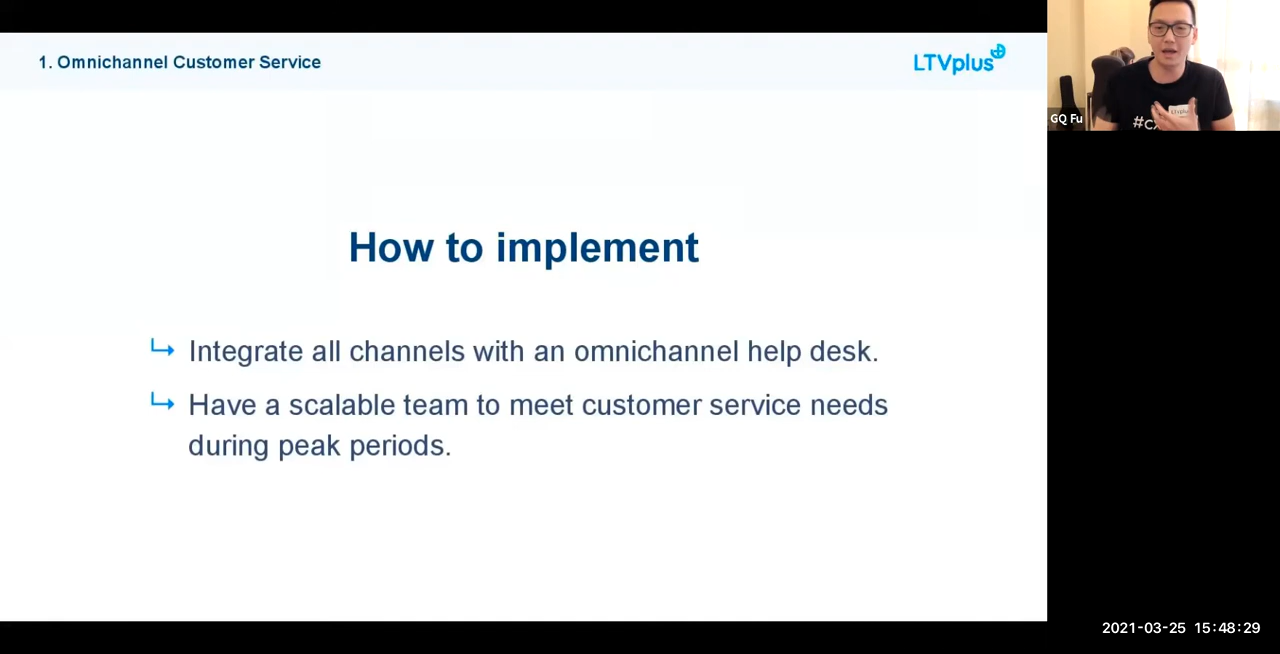 1. Omnichannel Customer Service
LTVplus
How to implement
Integrate all channels with an omnichannel help desk.
Have a scalable team to meet customer service needs
during peak periods.
GQ Fu
2021-03-25 15:48:29